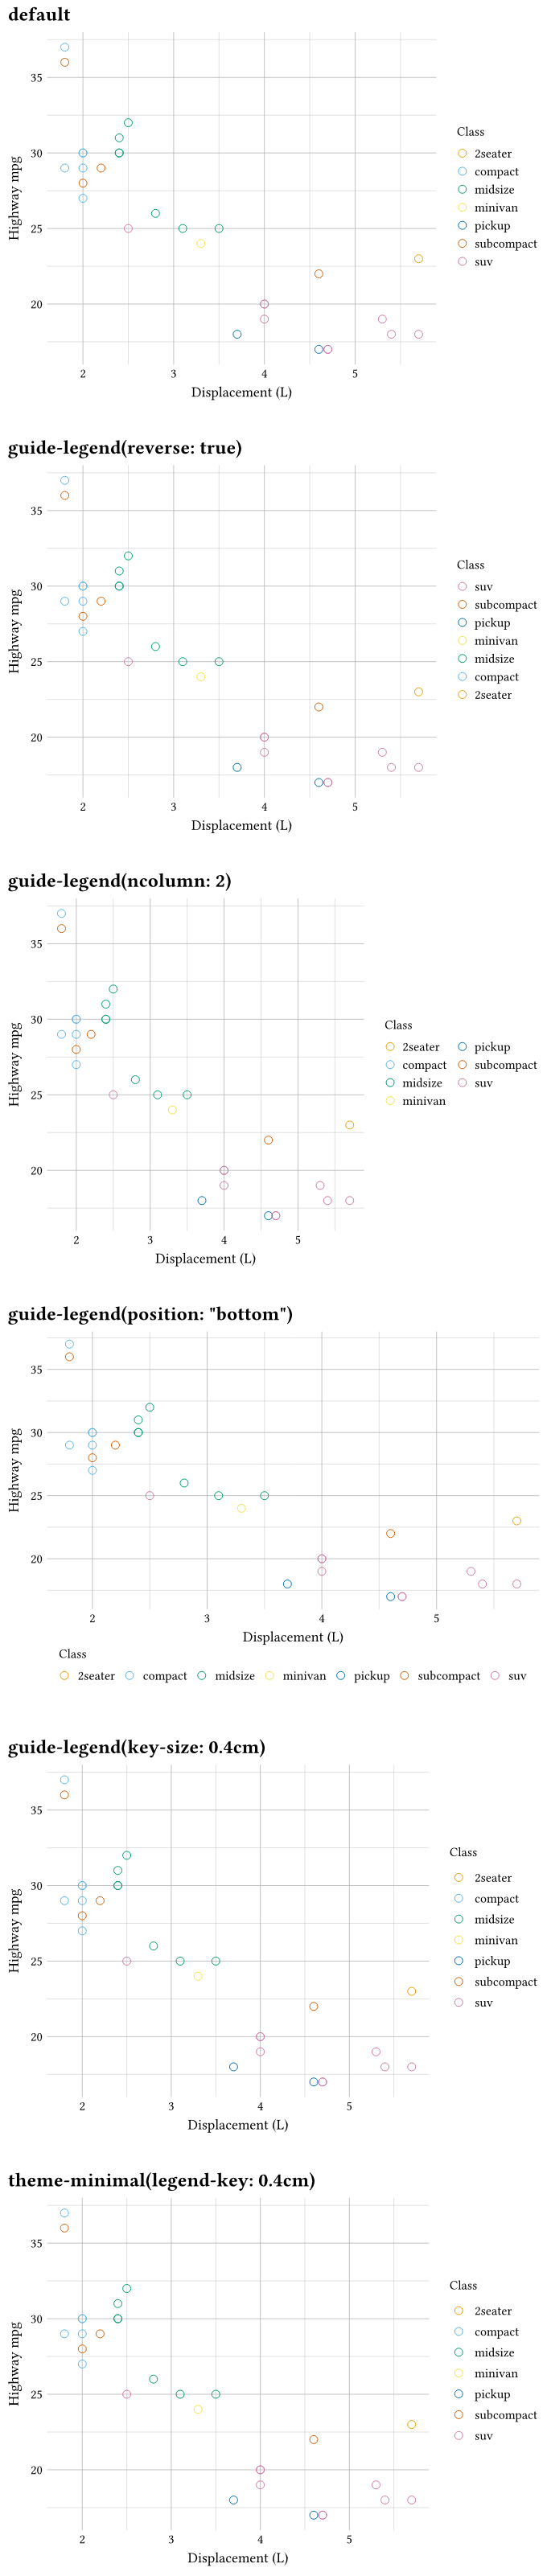 default
35
30
25
20
Highway mpg
2 3 4 5
Displacement (L)
Class
2seater
compact
midsize
minivan
pickup
subcompact
suv
guide-legend(reverse: true)
35
30
25
20
Highway mpg
2 3 4 5
Displacement (L)
Class
suv
subcompact
pickup
minivan
midsize
compact
2seater
guide-legend(ncolumn: 2)
35
30
25
20
Highway mpg
2 3 4 5
Displacement (L)
Class
2seater pickup
compact subcompact
midsize suv
minivan
guide-legend(position: "bottom")
35
30
25
20
Highway mpg
2 3 4 5
Displacement (L)
Class
2seater compact midsize minivan pickup subcompact suv
guide-legend(key-size: 0.4cm)
35
30
25
20
Highway mpg
2 3 4 5
Displacement (L)
Class
2seater
compact
midsize
minivan
pickup
subcompact
suv
theme-minimal(legend-key: 0.4cm)
35
30
25
20
Highway mpg
2 3 4 5
Displacement (L)
Class
2seater
compact
midsize
minivan
pickup
subcompact
suv